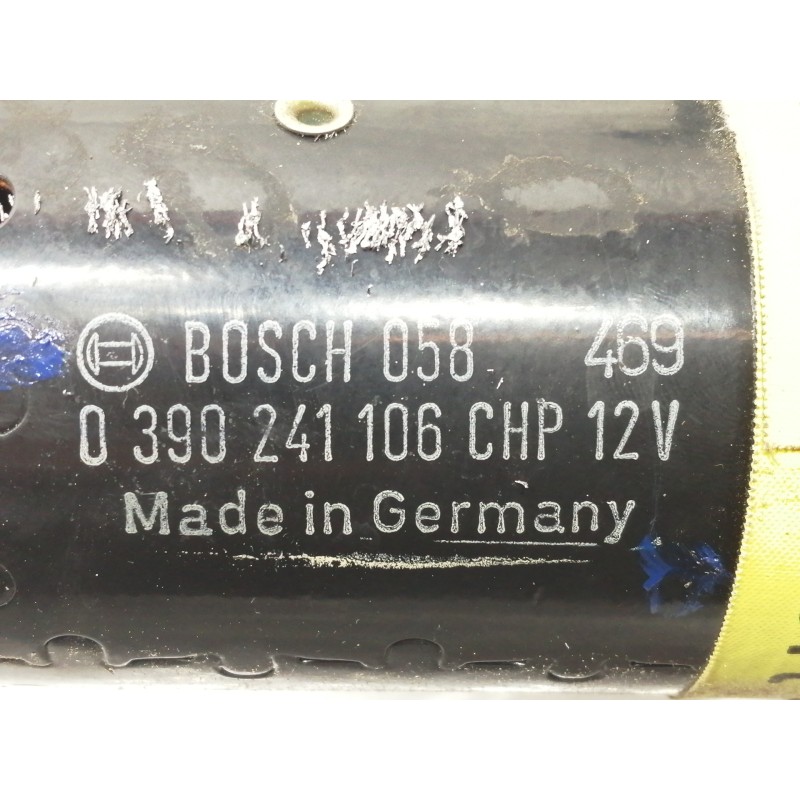 BOSCH 058 469
0 390 241 106 CHP 12V
Made in Germany